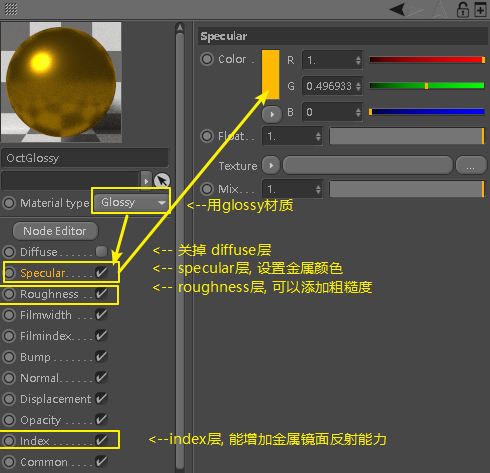 Specular
Color . . R 1.
G 0.496933
B 0
OctGlossy
Float . . . 1.
Texture ...
Mix . . . 1.
Material type Glossy
<--用glossy材质
Node Editor
Diffuse . . . . . <-- 关掉 diffuse层
Specular. . . . <-- specular层, 设置金属颜色
Roughness . . <-- roughness层, 可以添加粗糙度
Filmwidth . . .
Filmindex. . . .
Bump . . . . . .
Normal. . . . . .
Displacement
Opacity . . . . .
Index . . . . . . <--index层, 能增加金属镜面反射能力
Common . . . .